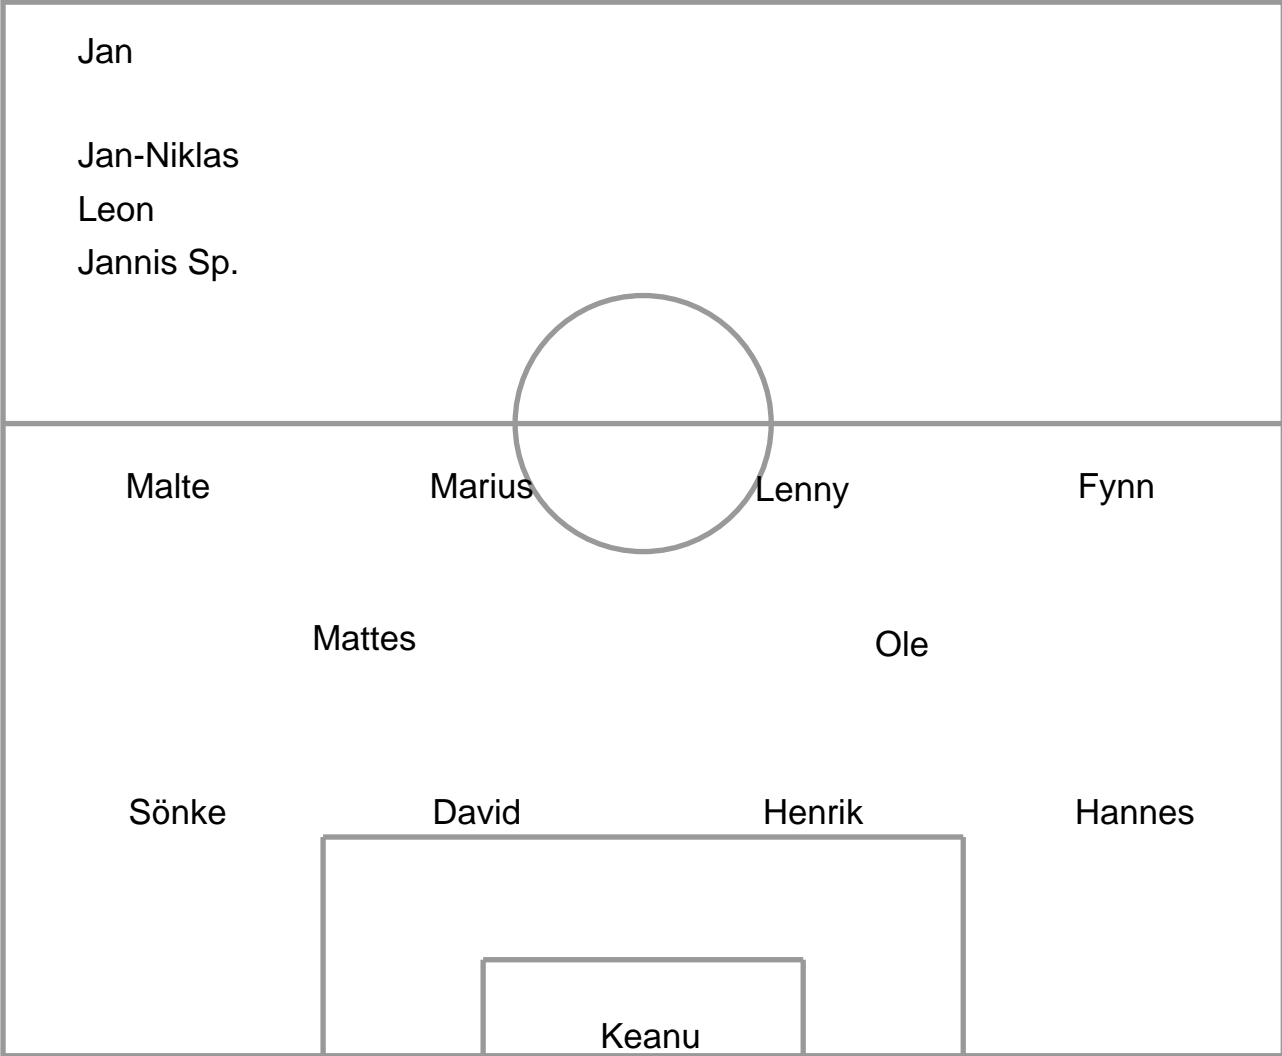 Jan
Jan-Niklas
Leon
Jannis Sp.
Malte Marius Lenny Fynn
Mattes Ole
Sönke David Henrik Hannes
Keanu